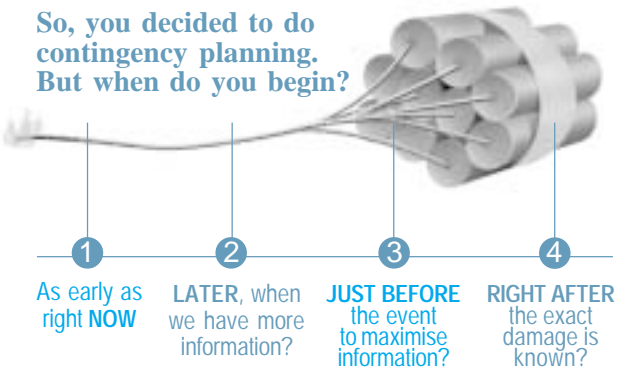 So, you decided to do
contingency planning.
But when do you begin?
1
2
3
4
As early as
right NOW
LATER, when
we have more
information?
JUST BEFORE
the event
to maximise
information?
RIGHT AFTER
the exact
damage is
known?